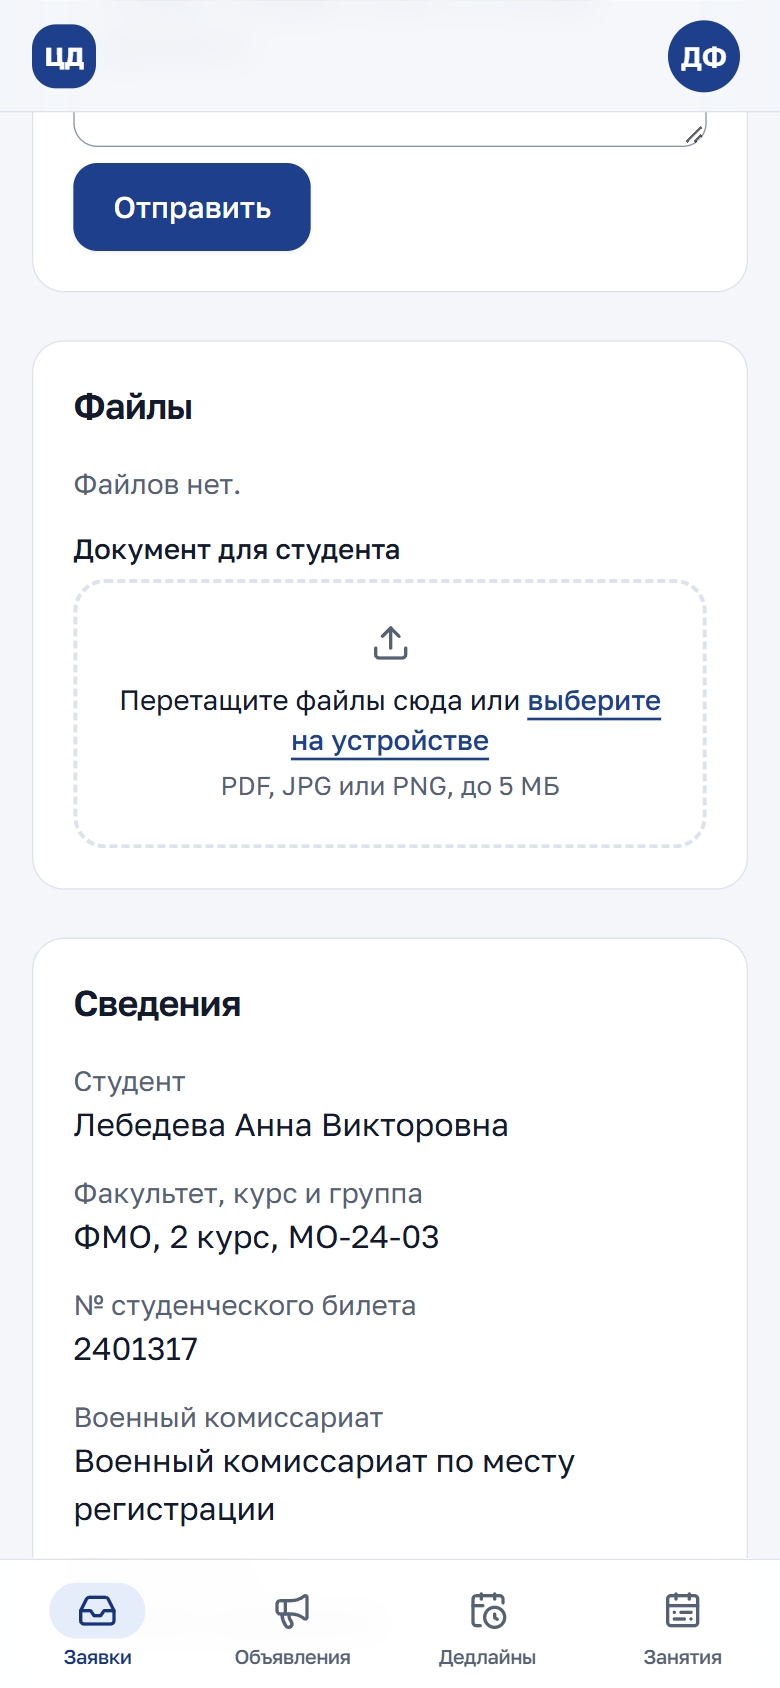 ЦД
ДФ
Отправить
Файлы
Файлов нет.
Документ для студента
Перетащите файлы сюда или выберите
на устройстве
PDF, JPG или PNG, до 5 МБ
Сведения
Студент
Лебедева Анна Викторовна
Факультет, курс и группа
ФМО, 2 курс, МО-24-03
№ студенческого билета
2401317
Военный комиссариат
Военный комиссариат по месту
регистрации
Заявки
Объявления
Дедлайны
Занятия